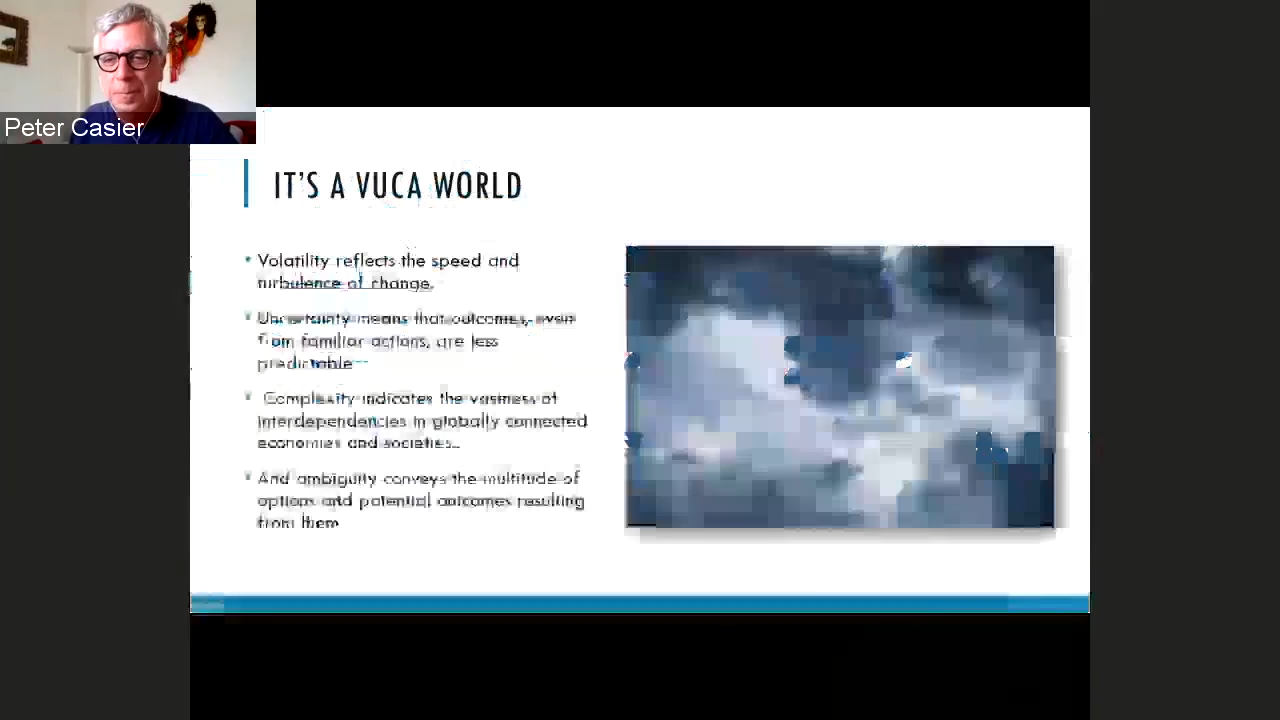 Peter Casier
IT'S A VUCA WORLD
Volatility reflects the speed and
turbulence of change.
Uncertainty means that outcomes, even
from familiar actions, are less
predictable
Complexity indicates the vastness of
interdependencies in globally connected
economies and societies..
And ambiguity conveys the multitude of
options and potential outcomes resulting
from them